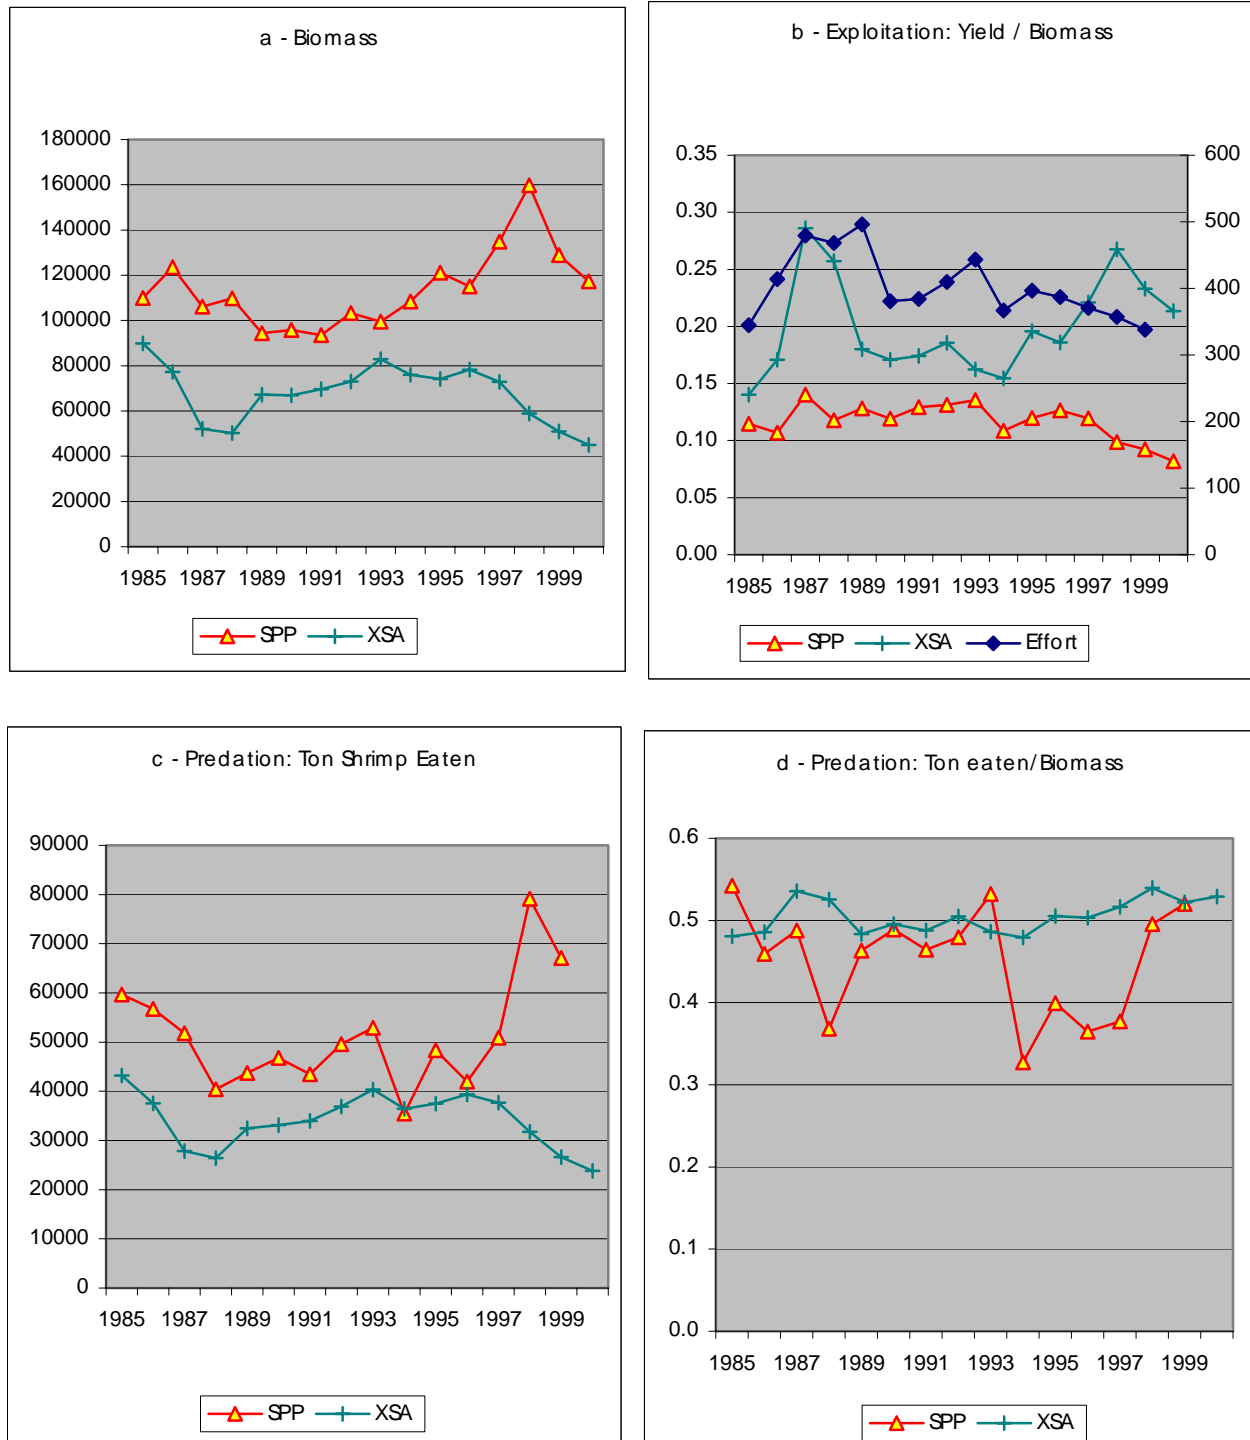 a - Biomass
180000
160000
140000
120000
100000
80000
60000
40000
20000
0
1985 1987 1989 1991 1993 1995 1997 1999
SPP XSA
b - Exploitation: Yield / Biomass
0.35 600
0.30 500
0.25 400
0.20 300
0.15 200
0.10 100
0.05 0
0.00
1985 1987 1989 1991 1993 1995 1997 1999
SPP XSA Effort
c - Predation: Ton Shrimp Eaten
90000
80000
70000
60000
50000
40000
30000
20000
10000
0
1985 1987 1989 1991 1993 1995 1997 1999
SPP XSA
d - Predation: Ton eaten/Biomass
0.6
0.5
0.4
0.3
0.2
0.1
0.0
1985 1987 1989 1991 1993 1995 1997 1999
SPP XSA